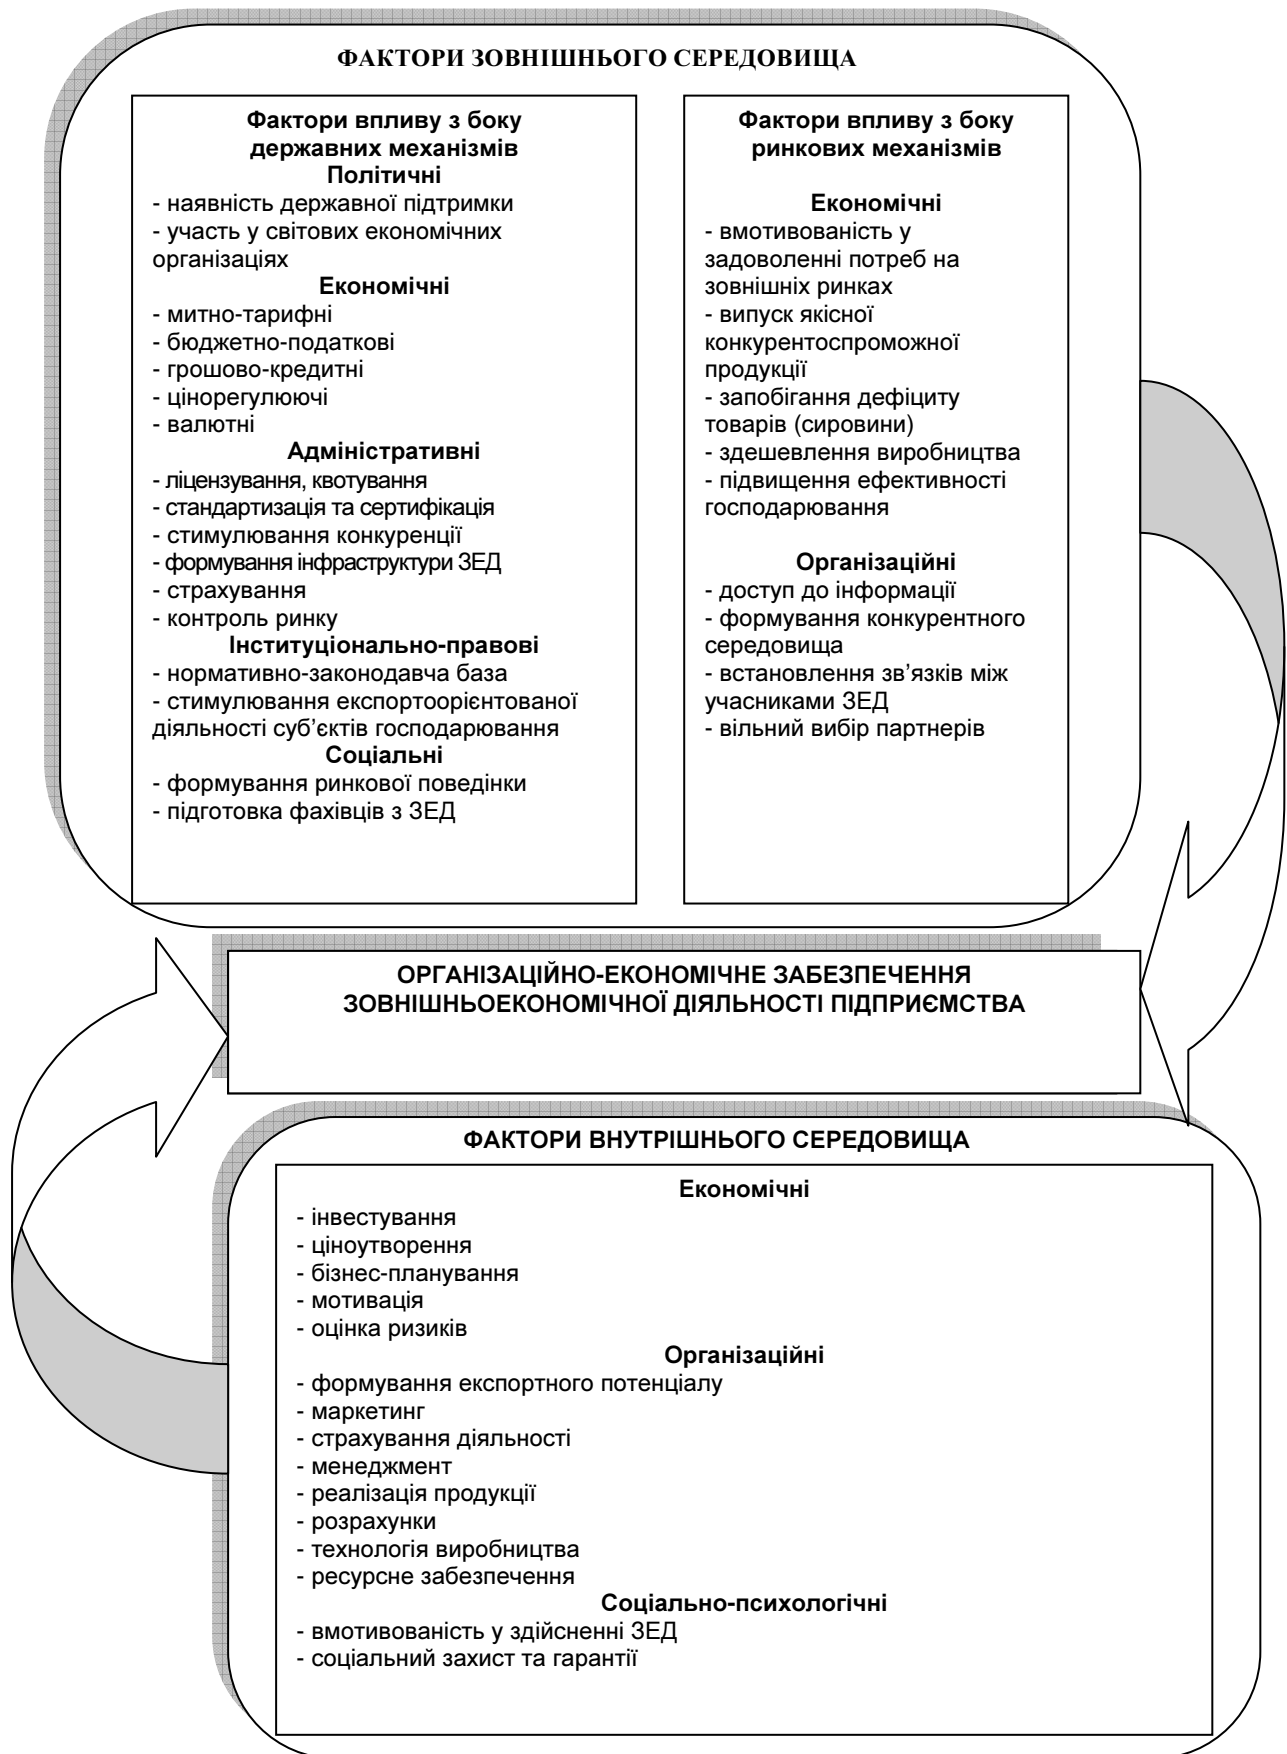 ФАКТОРИ ЗОВНІШНЬОГО СЕРЕДОВИЩА
Фактори впливу з боку
державних механізмів
Політичні
- наявність державної підтримки
- участь у світових економічних
організаціях
Економічні
- митно-тарифні
- бюджетно-податкові
- грошово-кредитні
- цінорегулюючі
- валютні
Адміністративні
- ліцензування, квотування
- стандартизація та сертифікація
- стимулювання конкуренції
- формування інфраструктури ЗЕД
- страхування
- контроль ринку
Інституціонально-правові
- нормативно-законодавча база
- стимулювання експортоорієнтованої
діяльності суб’єктів господарювання
Соціальні
- формування ринкової поведінки
- підготовка фахівців з ЗЕД
Фактори впливу з боку
ринкових механізмів
Економічні
- вмотивованість у
задоволенні потреб на
зовнішніх ринках
- випуск якісної
конкурентоспроможної
продукції
- запобігання дефіциту
товарів (сировини)
- здешевлення виробництва
- підвищення ефективності
господарювання
Організаційні
- доступ до інформації
- формування конкурентного
середовища
- встановлення зв’язків між
учасниками ЗЕД
- вільний вибір партнерів
ОРГАНІЗАЦІЙНО-ЕКОНОМІЧНЕ ЗАБЕЗПЕЧЕННЯ
ЗОВНІШНЬОЕКОНОМІЧНОЇ ДІЯЛЬНОСТІ ПІДПРИЄМСТВА
ФАКТОРИ ВНУТРІШНЬОГО СЕРЕДОВИЩА
Економічні
- інвестування
- ціноутворення
- бізнес-планування
- мотивація
- оцінка ризиків
Організаційні
- формування експортного потенціалу
- маркетинг
- страхування діяльності
- менеджмент
- реалізація продукції
- розрахунки
- технологія виробництва
- ресурсне забезпечення
Соціально-психологічні
- вмотивованість у здійсненні ЗЕД
- соціальний захист та гарантії